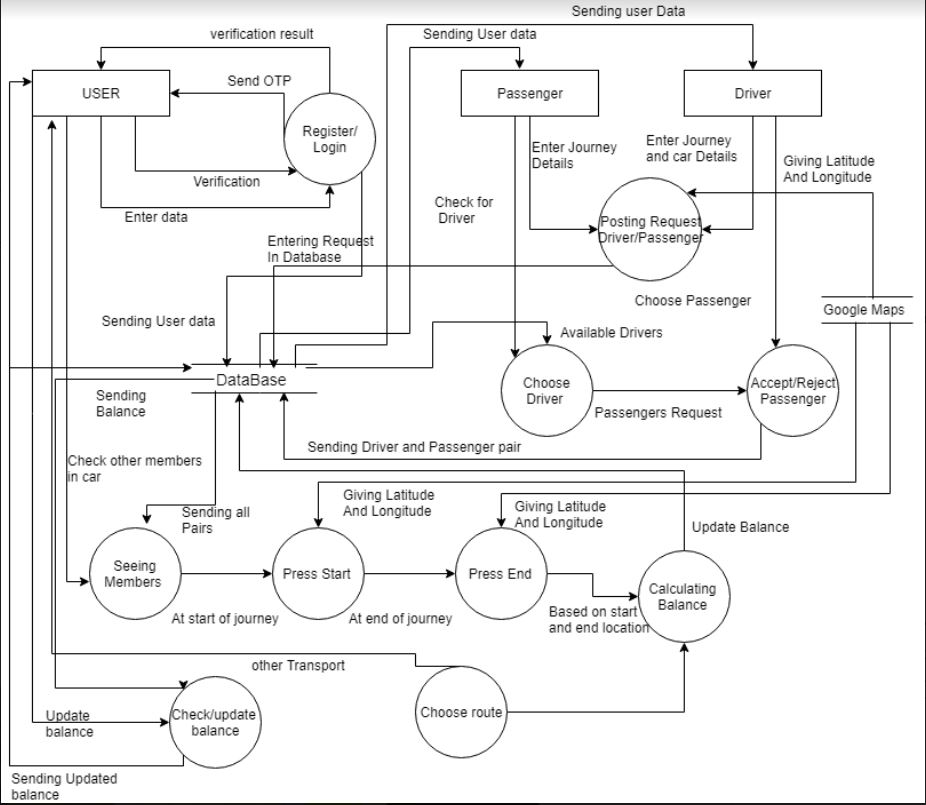 Sending user Data
verification result
Sending User data
Send OTP
USER
Passenger
Driver
Register/
Login
Enter Journey
Details
Enter Journey
and car Details
Giving Latitude
And Longitude
Verification
Enter data
Check for
Driver
Posting Request
Driver/Passenger
Entering Request
In Database
Choose Passenger
Google Maps
Sending User data
Available Drivers
DataBase
Choose
Driver
Accept/Reject
Passenger
Sending
Balance
Passengers Request
Sending Driver and Passenger pair
Check other members
in car
Giving Latitude
And Longitude
Giving Latitude
And Longitude
Sending all
Pairs
Update Balance
Seeing
Members
Press Start
Press End
Calculating
Balance
At start of journey
At end of journey
Based on start
and end location
other Transport
Update
balance
Check/update
balance
Choose route
Sending Updated
balance